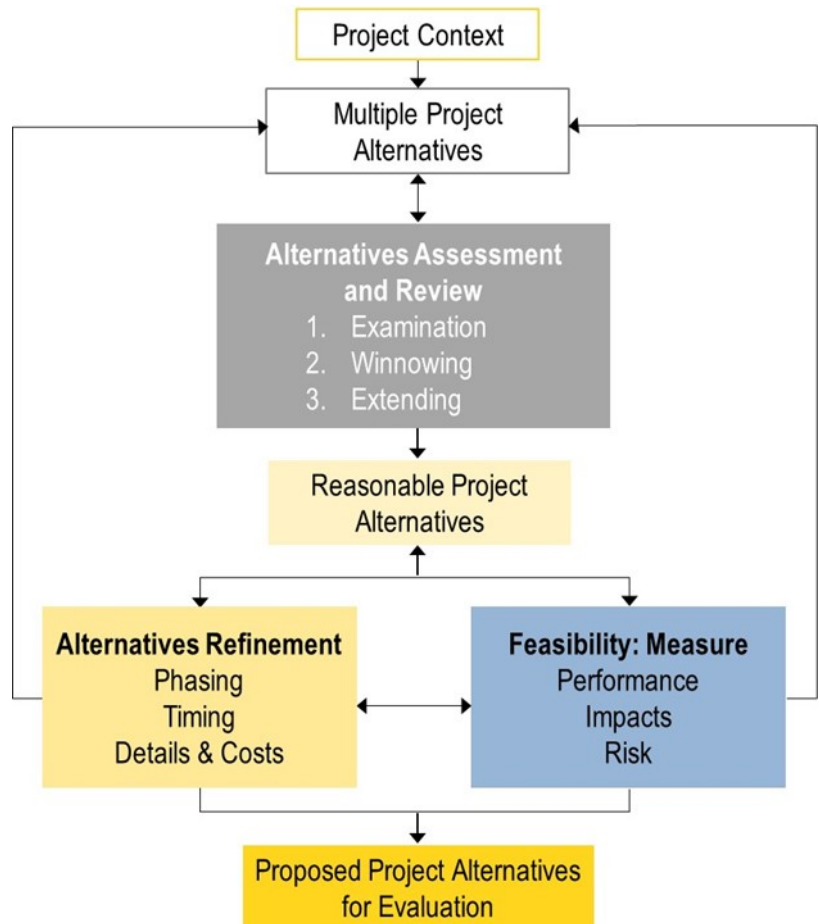 Project Context
Multiple Project
Alternatives
Alternatives Assessment
and Review
1. Examination
2. Winnowing
3. Extending
Reasonable Project
Alternatives
Alternatives Refinement
Phasing
Timing
Details & Costs
Feasibility: Measure
Performance
Impacts
Risk
Proposed Project Alternatives
for Evaluation